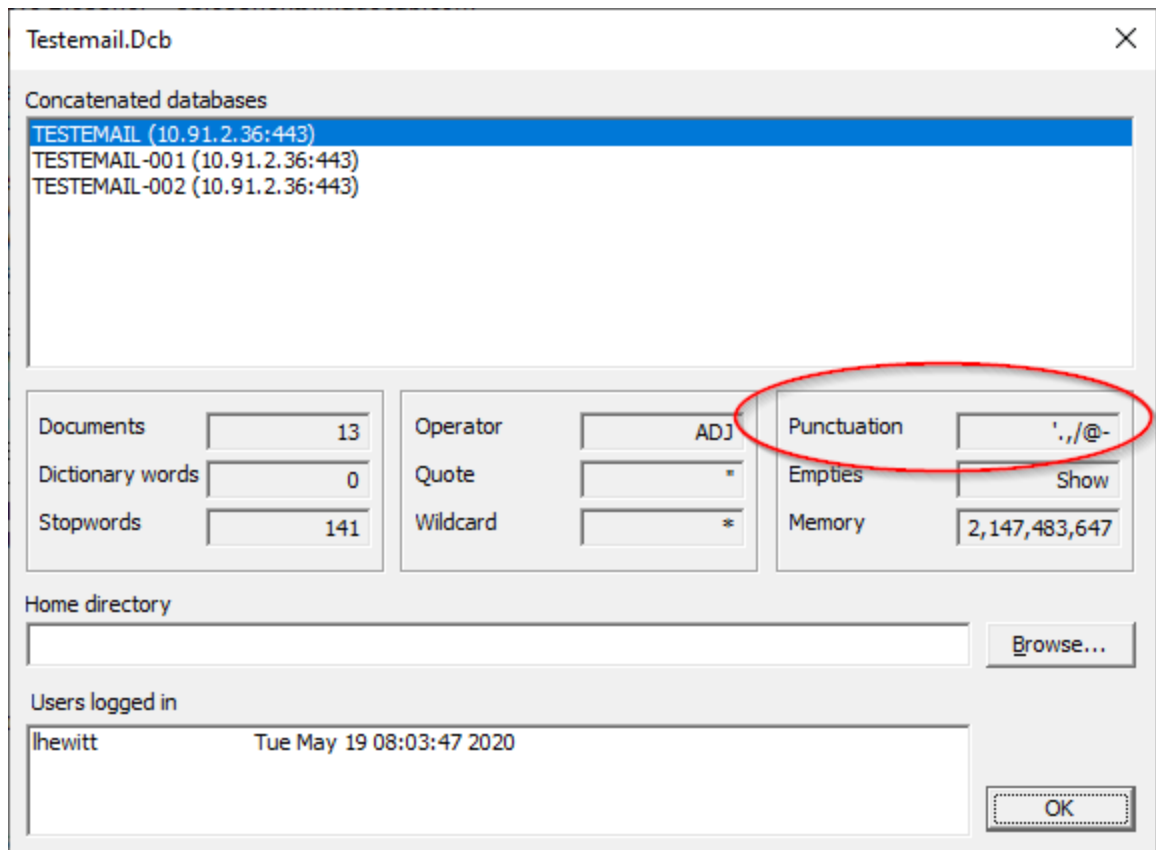 Testemail.Dcb
Concatenated databases
TESTEMAIL (10.91.2.36:443)
TESTEMAIL-001 (10.91.2.36:443)
TESTEMAIL-002 (10.91.2.36:443)
Documents 13
Dictionary words 0
Stopwords 141
Operator ADJ
Quote "
Wildcard *
Punctuation '.,/@-
Empties Show
Memory 2,147,483,647
Home directory
Browse...
Users logged in
lhewitt Tue May 19 08:03:47 2020
OK